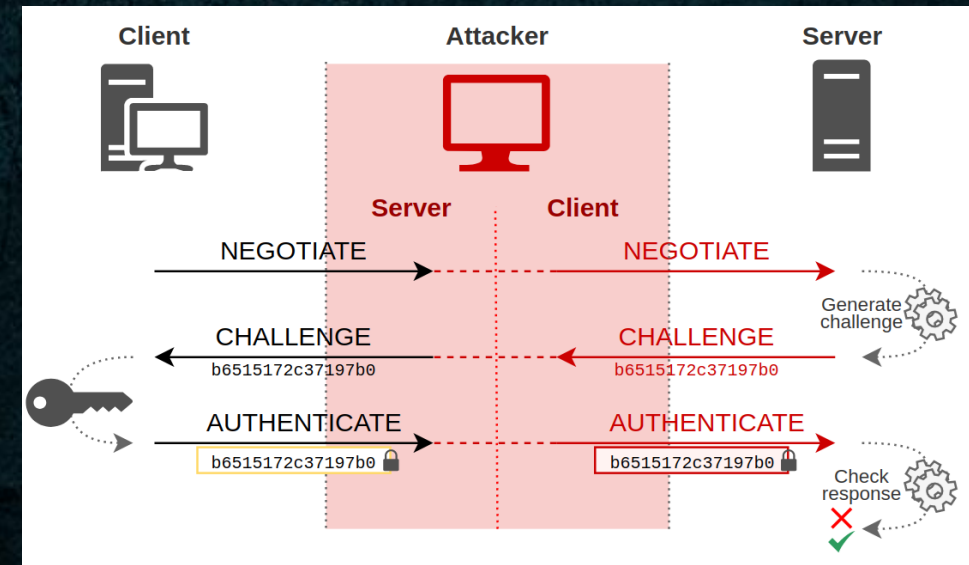 Client
Attacker
Server
Server
Client
NEGOTIATE
NEGOTIATE
Generate
challenge
CHALLENGE
CHALLENGE
b6515172c37197b0
b6515172c37197b0
AUTHENTICATE
AUTHENTICATE
b6515172c37197b0
b6515172c37197b0
Check
response